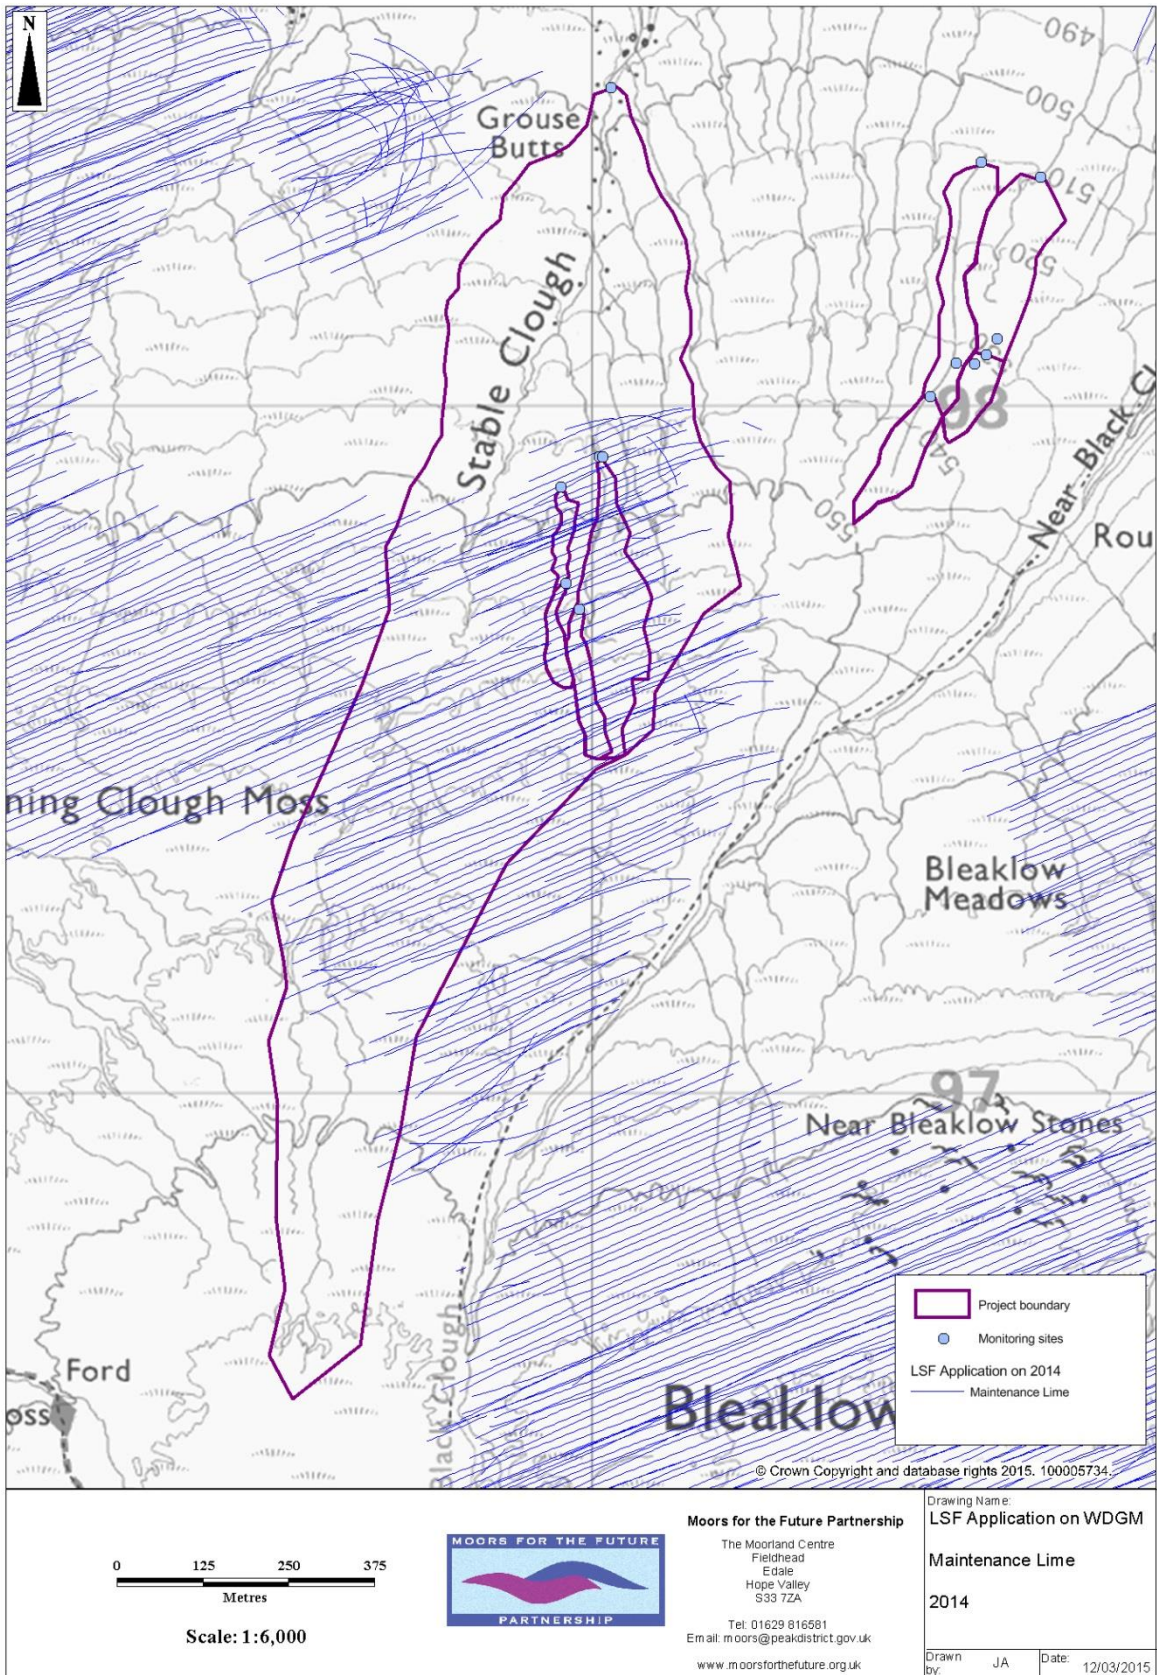 N
490
500
510
520
Grouse
Butts
Stable Clough
98
540
550
Near Black Cl
Rou
ning Clough Moss
Bleaklow
Meadows
97
Near Bleaklow Stones
Project boundary
Monitoring sites
LSF Application on 2014
Maintenance Lime
Ford
oss
Black Clough
Bleaklow
© Crown Copyright and database rights 2015. 100005734.
0 125 250 375
Metres
Scale: 1:6,000
MOORS FOR THE FUTURE
PARTNERSHIP
Moors for the Future Partnership
The Moorland Centre
Fieldhead
Edale
Hope Valley
S33 7ZA
Tel: 01629 816581
Email: moors@peakdistrict.gov.uk
www.moorsforthefuture.org.uk
Drawing Name:
LSF Application on WDGM
Maintenance Lime
2014
Drawn by: JA
Date: 12/03/2015